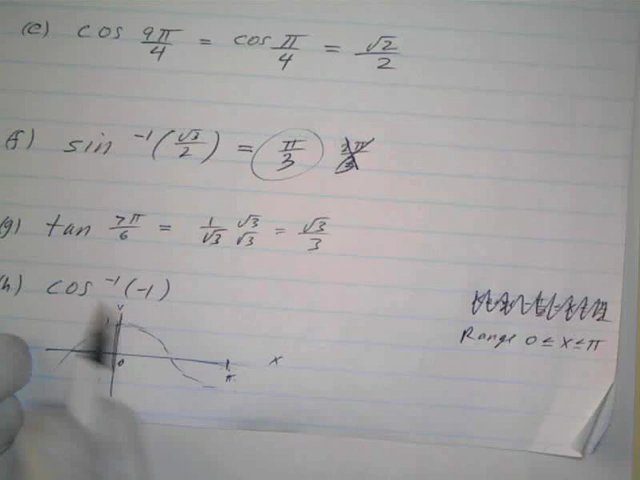 (e) cos 9π/4 = cos π/4 = √2/2
(f) sin⁻¹(√3/2) = π/3
(g) tan 7π/6 = 1/√3 √3/√3 = √3/3
(h) cos⁻¹(-1)
Range 0 ≤ x ≤ π
y
1
0
π
x